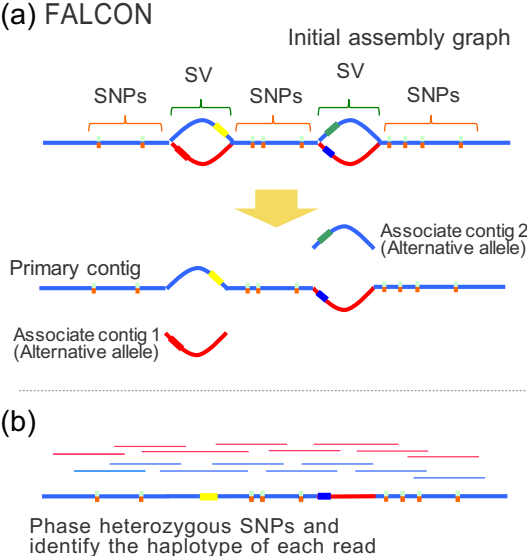 (a) FALCON
Initial assembly graph
SV
SV
SNPs
SNPs
SNPs
Associate contig 2
(Alternative allele)
Primary contig
Associate contig 1
(Alternative allele)
(b)
Phase heterozygous SNPs and
identify the haplotype of each read